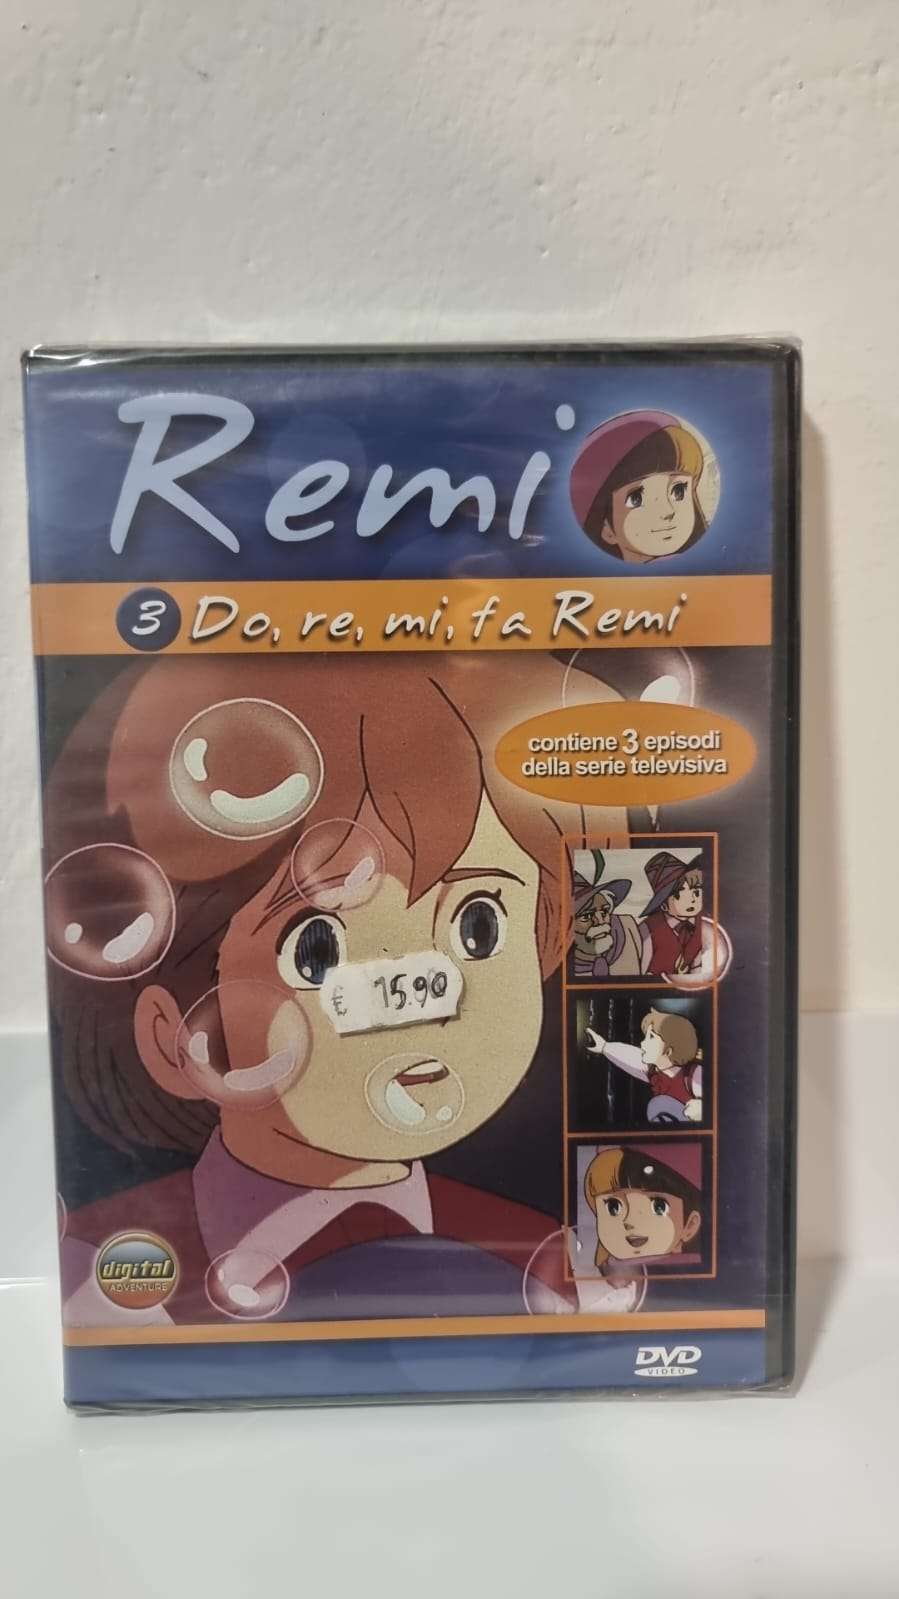 Remi
3 Do, re, mi, fa Remi
contiene 3 episodi
della serie televisiva
€ 15.90
digital
ADVENTURE
DVD
VIDEO